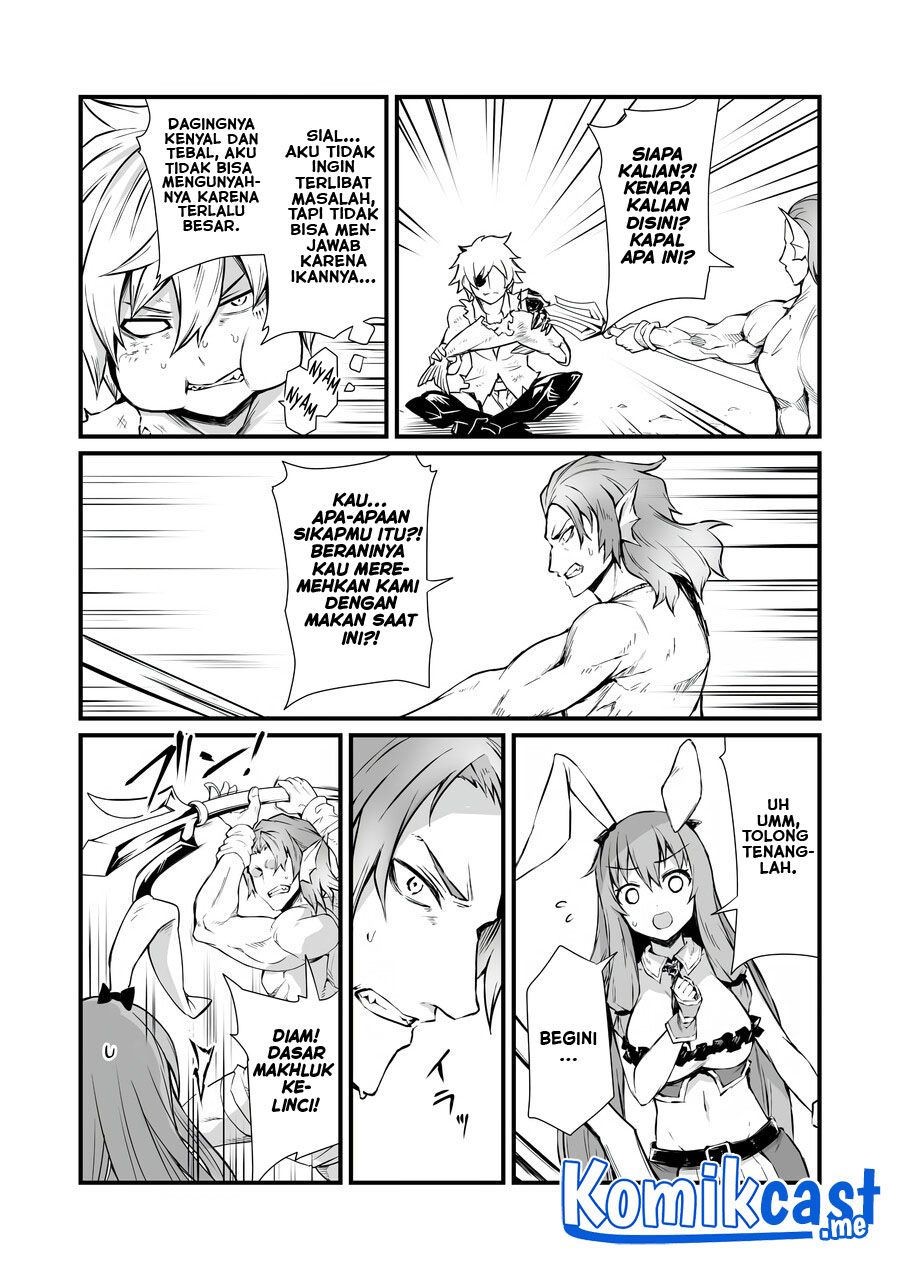 SIAPA
KALIAN?!
KENAPA
KALIAN
DISINI?
KAPAL
APA INI?
SIAL...
AKU TIDAK
INGIN
TERLIBAT
MASALAH,
TAPI TIDAK
BISA MEN-
JAWAB
KARENA
IKANNYA...
DAGINGNYA
KENYAL DAN
TEBAL, AKU
TIDAK BISA
MENGUNYAH-
NYA KARENA
TERLALU
BESAR.
NYAM
NYAM
KAU...
APA-APAAN
SIKAPMU ITU?!
BERANINYA
KAU MERE-
MEHKAN KAMI
DENGAN
MAKAN SAAT
INI?!
UH
UMM,
TOLONG
TENANG-
LAH.
BEGINI
...
ブン!
DIAM!
DASAR
MAKHLUK
KE-
LINCI!
Komikcast
.me